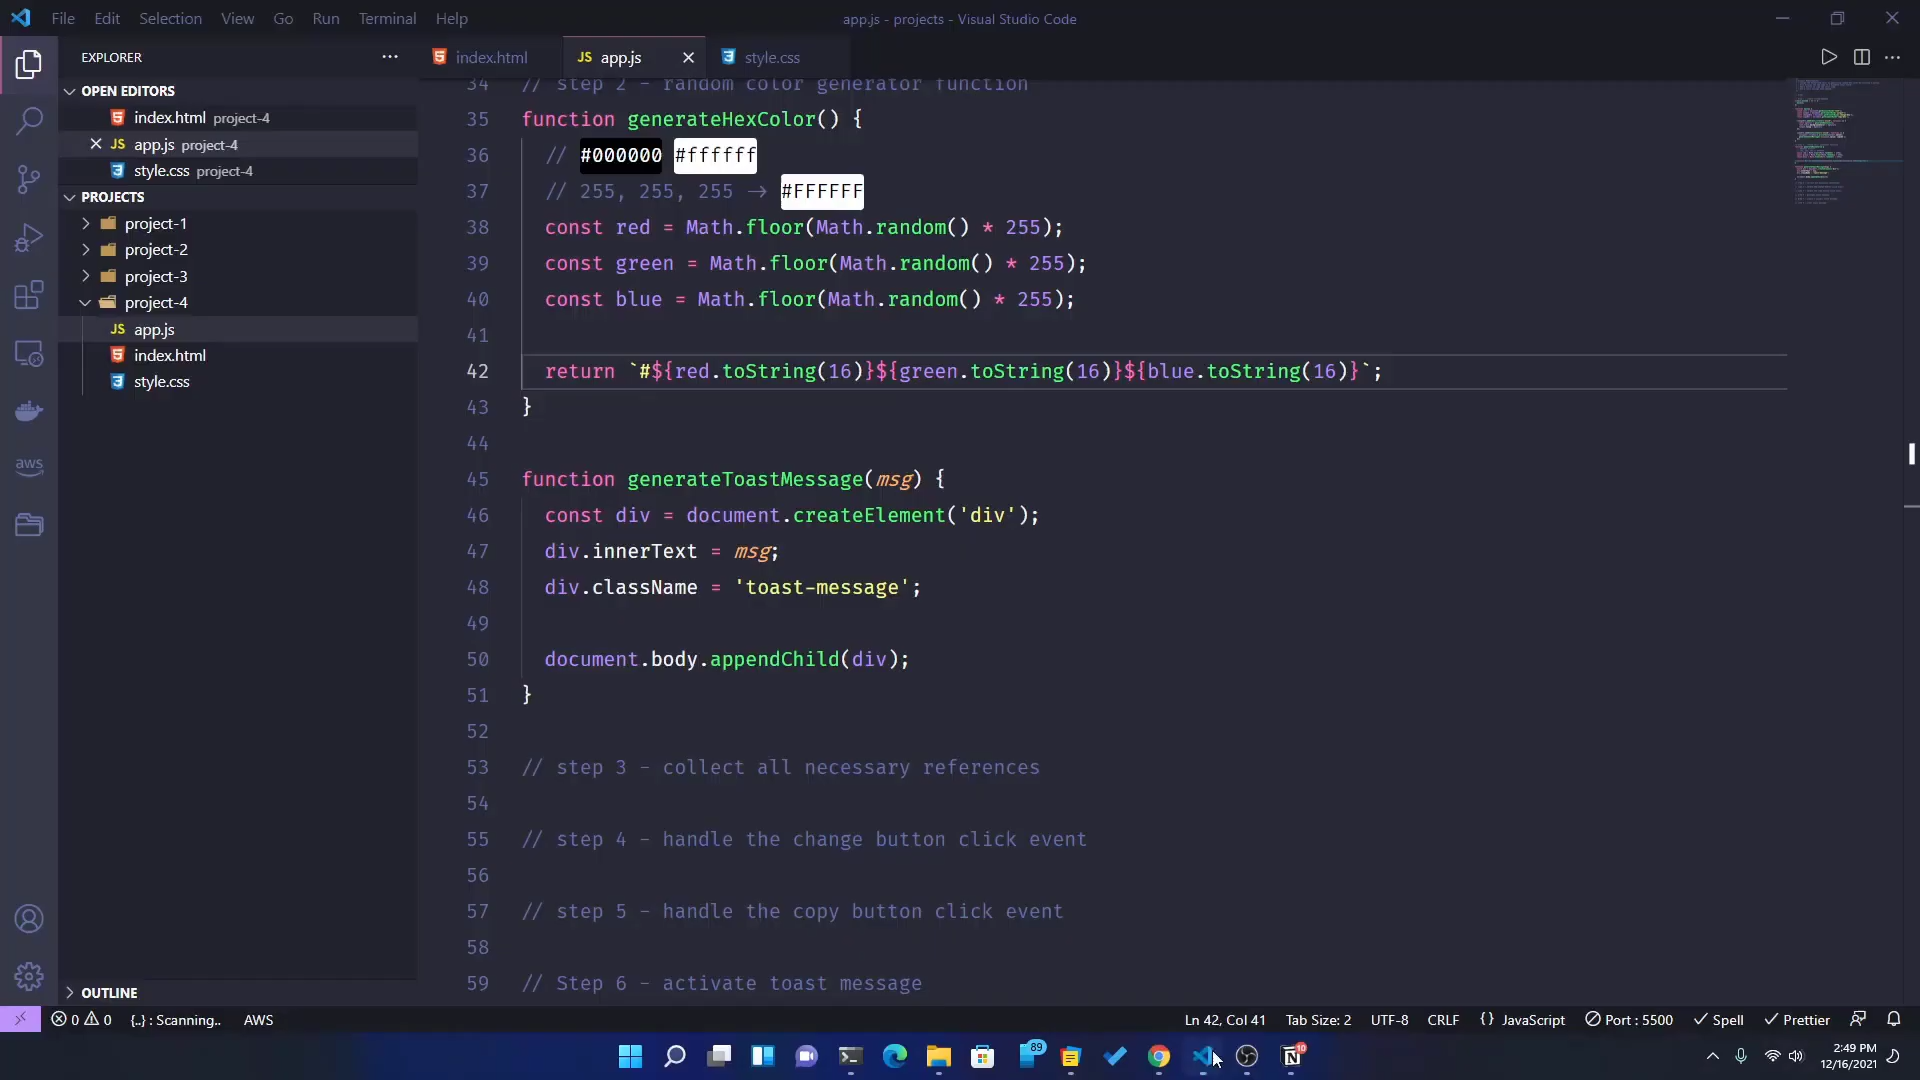 File Edit Selection View Go Run Terminal Help
app.js - projects - Visual Studio Code
EXPLORER
OPEN EDITORS
index.html project-4
JS app.js project-4
style.css project-4
PROJECTS
project-1
project-2
project-3
project-4
JS app.js
index.html
style.css
OUTLINE
aws
index.html
JS app.js
style.css
34 // step 2 - random color generator function
35 function generateHexColor() {
36 // #000000 #ffffff
37 // 255, 255, 255 -> #FFFFFF
38 const red = Math.floor(Math.random() * 255);
39 const green = Math.floor(Math.random() * 255);
40 const blue = Math.floor(Math.random() * 255);
41
42 return `#${red.toString(16)}${green.toString(16)}${blue.toString(16)}`;
43 }
44
45 function generateToastMessage(msg) {
46 const div = document.createElement('div');
47 div.innerText = msg;
48 div.className = 'toast-message';
49
50 document.body.appendChild(div);
51 }
52
53 // step 3 - collect all necessary references
54
55 // step 4 - handle the change button click event
56
57 // step 5 - handle the copy button click event
58
59 // Step 6 - activate toast message
0 0 {..} : Scanning.. AWS
Ln 42, Col 41 Tab Size: 2 UTF-8 CRLF {} JavaScript Port : 5500 Spell Prettier
89
10
2:49 PM
12/16/2021